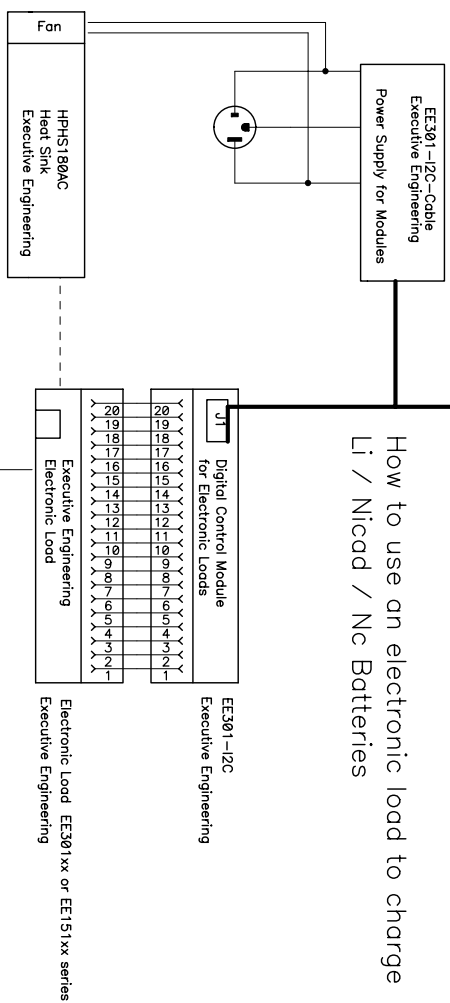 How to use an electronic load to charge
Li / Nicad / Nc Batteries
EE301-I2C-Cable
Executive Engineering
Power Supply for Modules
Fan
HPHS180AC
Heat Sink
Executive Engineering
J1
Digital Control Module
for Electronic Loads
EE301-I2C
Executive Engineering
20 19 18 17 16 15 14 13 12 11 10 9 8 7 6 5 4 3 2 1
20 19 18 17 16 15 14 13 12 11 10 9 8 7 6 5 4 3 2 1
Executive Engineering
Electronic Load
Electronic Load EE301xx or EE151xx series
Executive Engineering